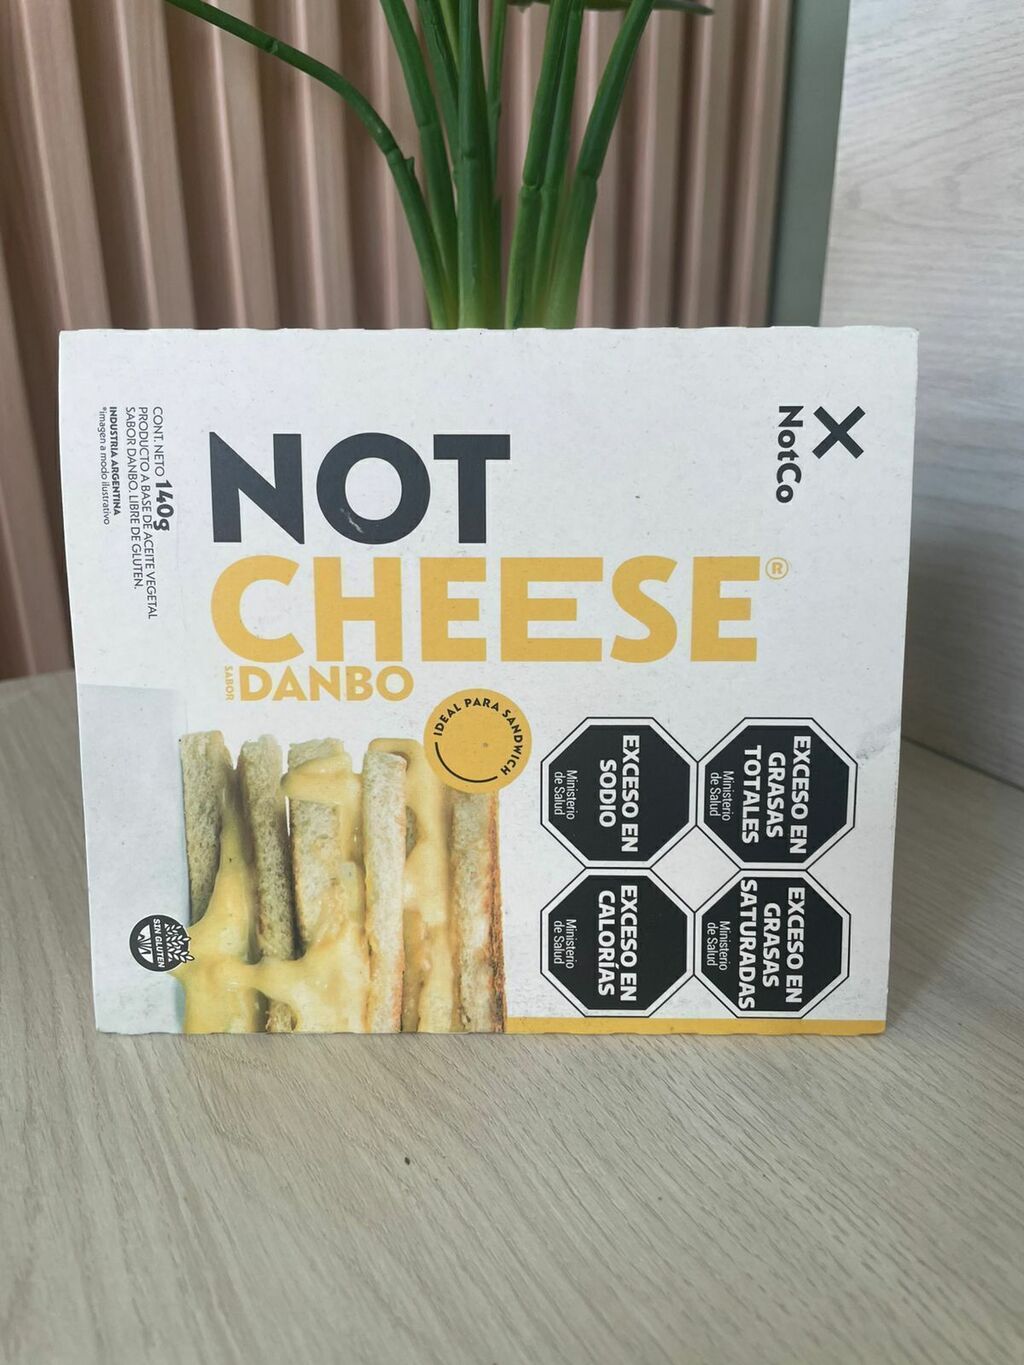 NotCo
NOT
CHEESE®
SABOR
DANBO
IDEAL PARA SANDWICH
CONT. NETO 140g
PRODUCTO A BASE DE ACEITE VEGETAL
SABOR DANBO. LIBRE DE GLUTEN.
INDUSTRIA ARGENTINA
*Imagen a modo ilustrativo
EXCESO EN
SODIO
Ministerio
de Salud
EXCESO EN
GRASAS
TOTALES
Ministerio
de Salud
EXCESO EN
CALORÍAS
Ministerio
de Salud
EXCESO EN
GRASAS
SATURADAS
Ministerio
de Salud
SIN GLUTEN